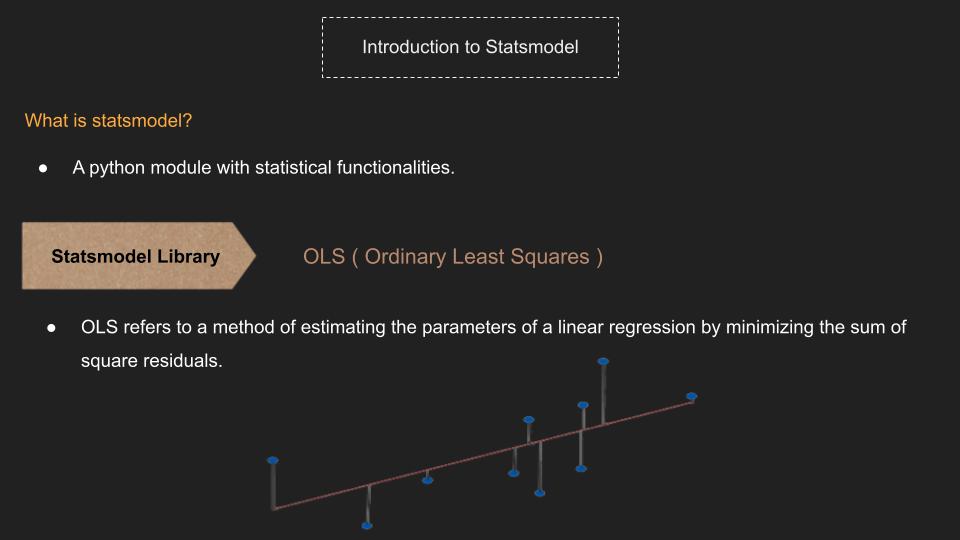 Introduction to Statsmodel
What is statsmodel?
● A python module with statistical functionalities.
Statsmodel Library
OLS ( Ordinary Least Squares )
● OLS refers to a method of estimating the parameters of a linear regression by minimizing the sum of
square residuals.